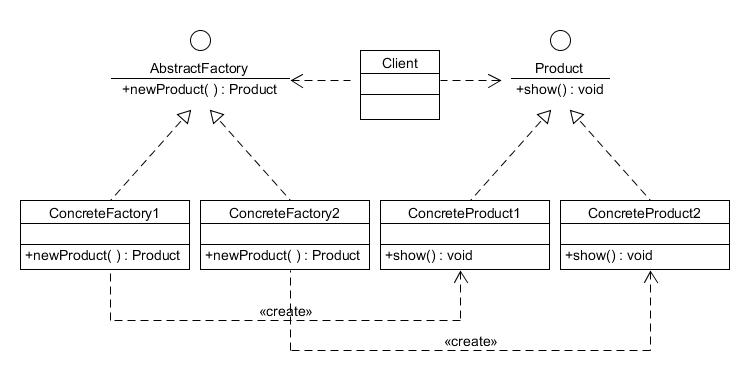 AbstractFactory
+newProduct( ) : Product
Client
Product
+show() : void
ConcreteFactory1
+newProduct( ) : Product
ConcreteFactory2
+newProduct( ) : Product
ConcreteProduct1
+show() : void
ConcreteProduct2
+show() : void
«create»
«create»